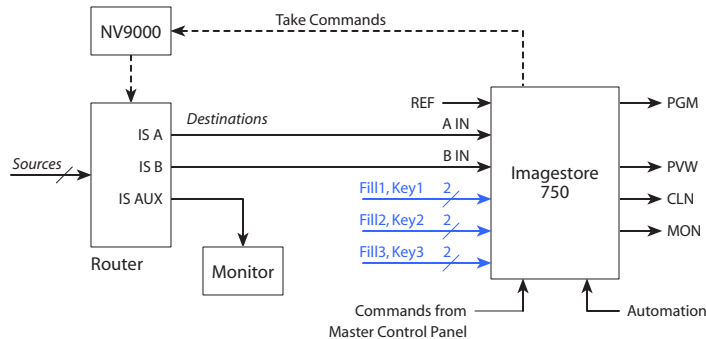 Take Commands
NV9000
REF
PGM
Destinations
A IN
IS A
B IN
IS B
PVW
Sources
Imagestore
750
Fill1, Key1 2
IS AUX
CLN
Fill2, Key2 2
MON
Fill3, Key3 2
Router
Monitor
Commands from
Master Control Panel
Automation